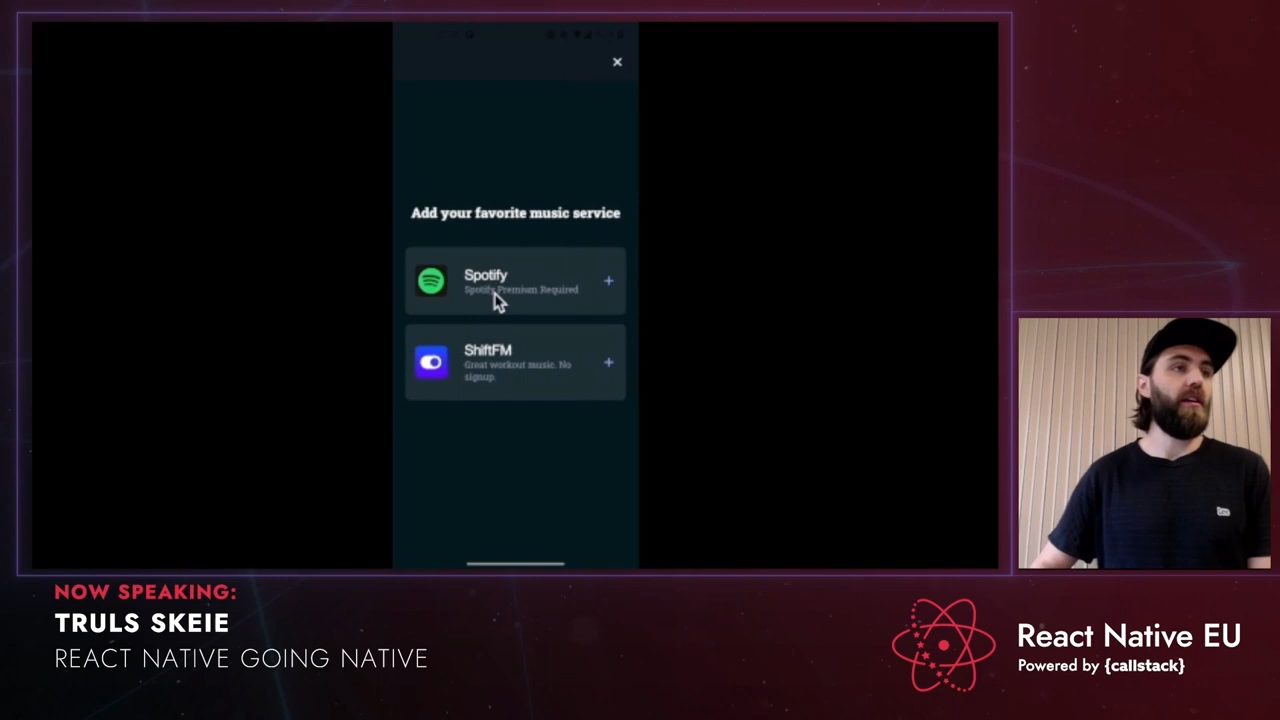 Add your favorite music service
Spotify
Spotify Premium Required
ShiftFM
Great workout music. No
signup.
NOW SPEAKING:
TRULS SKEIE
REACT NATIVE GOING NATIVE
React Native EU
Powered by {callstack}